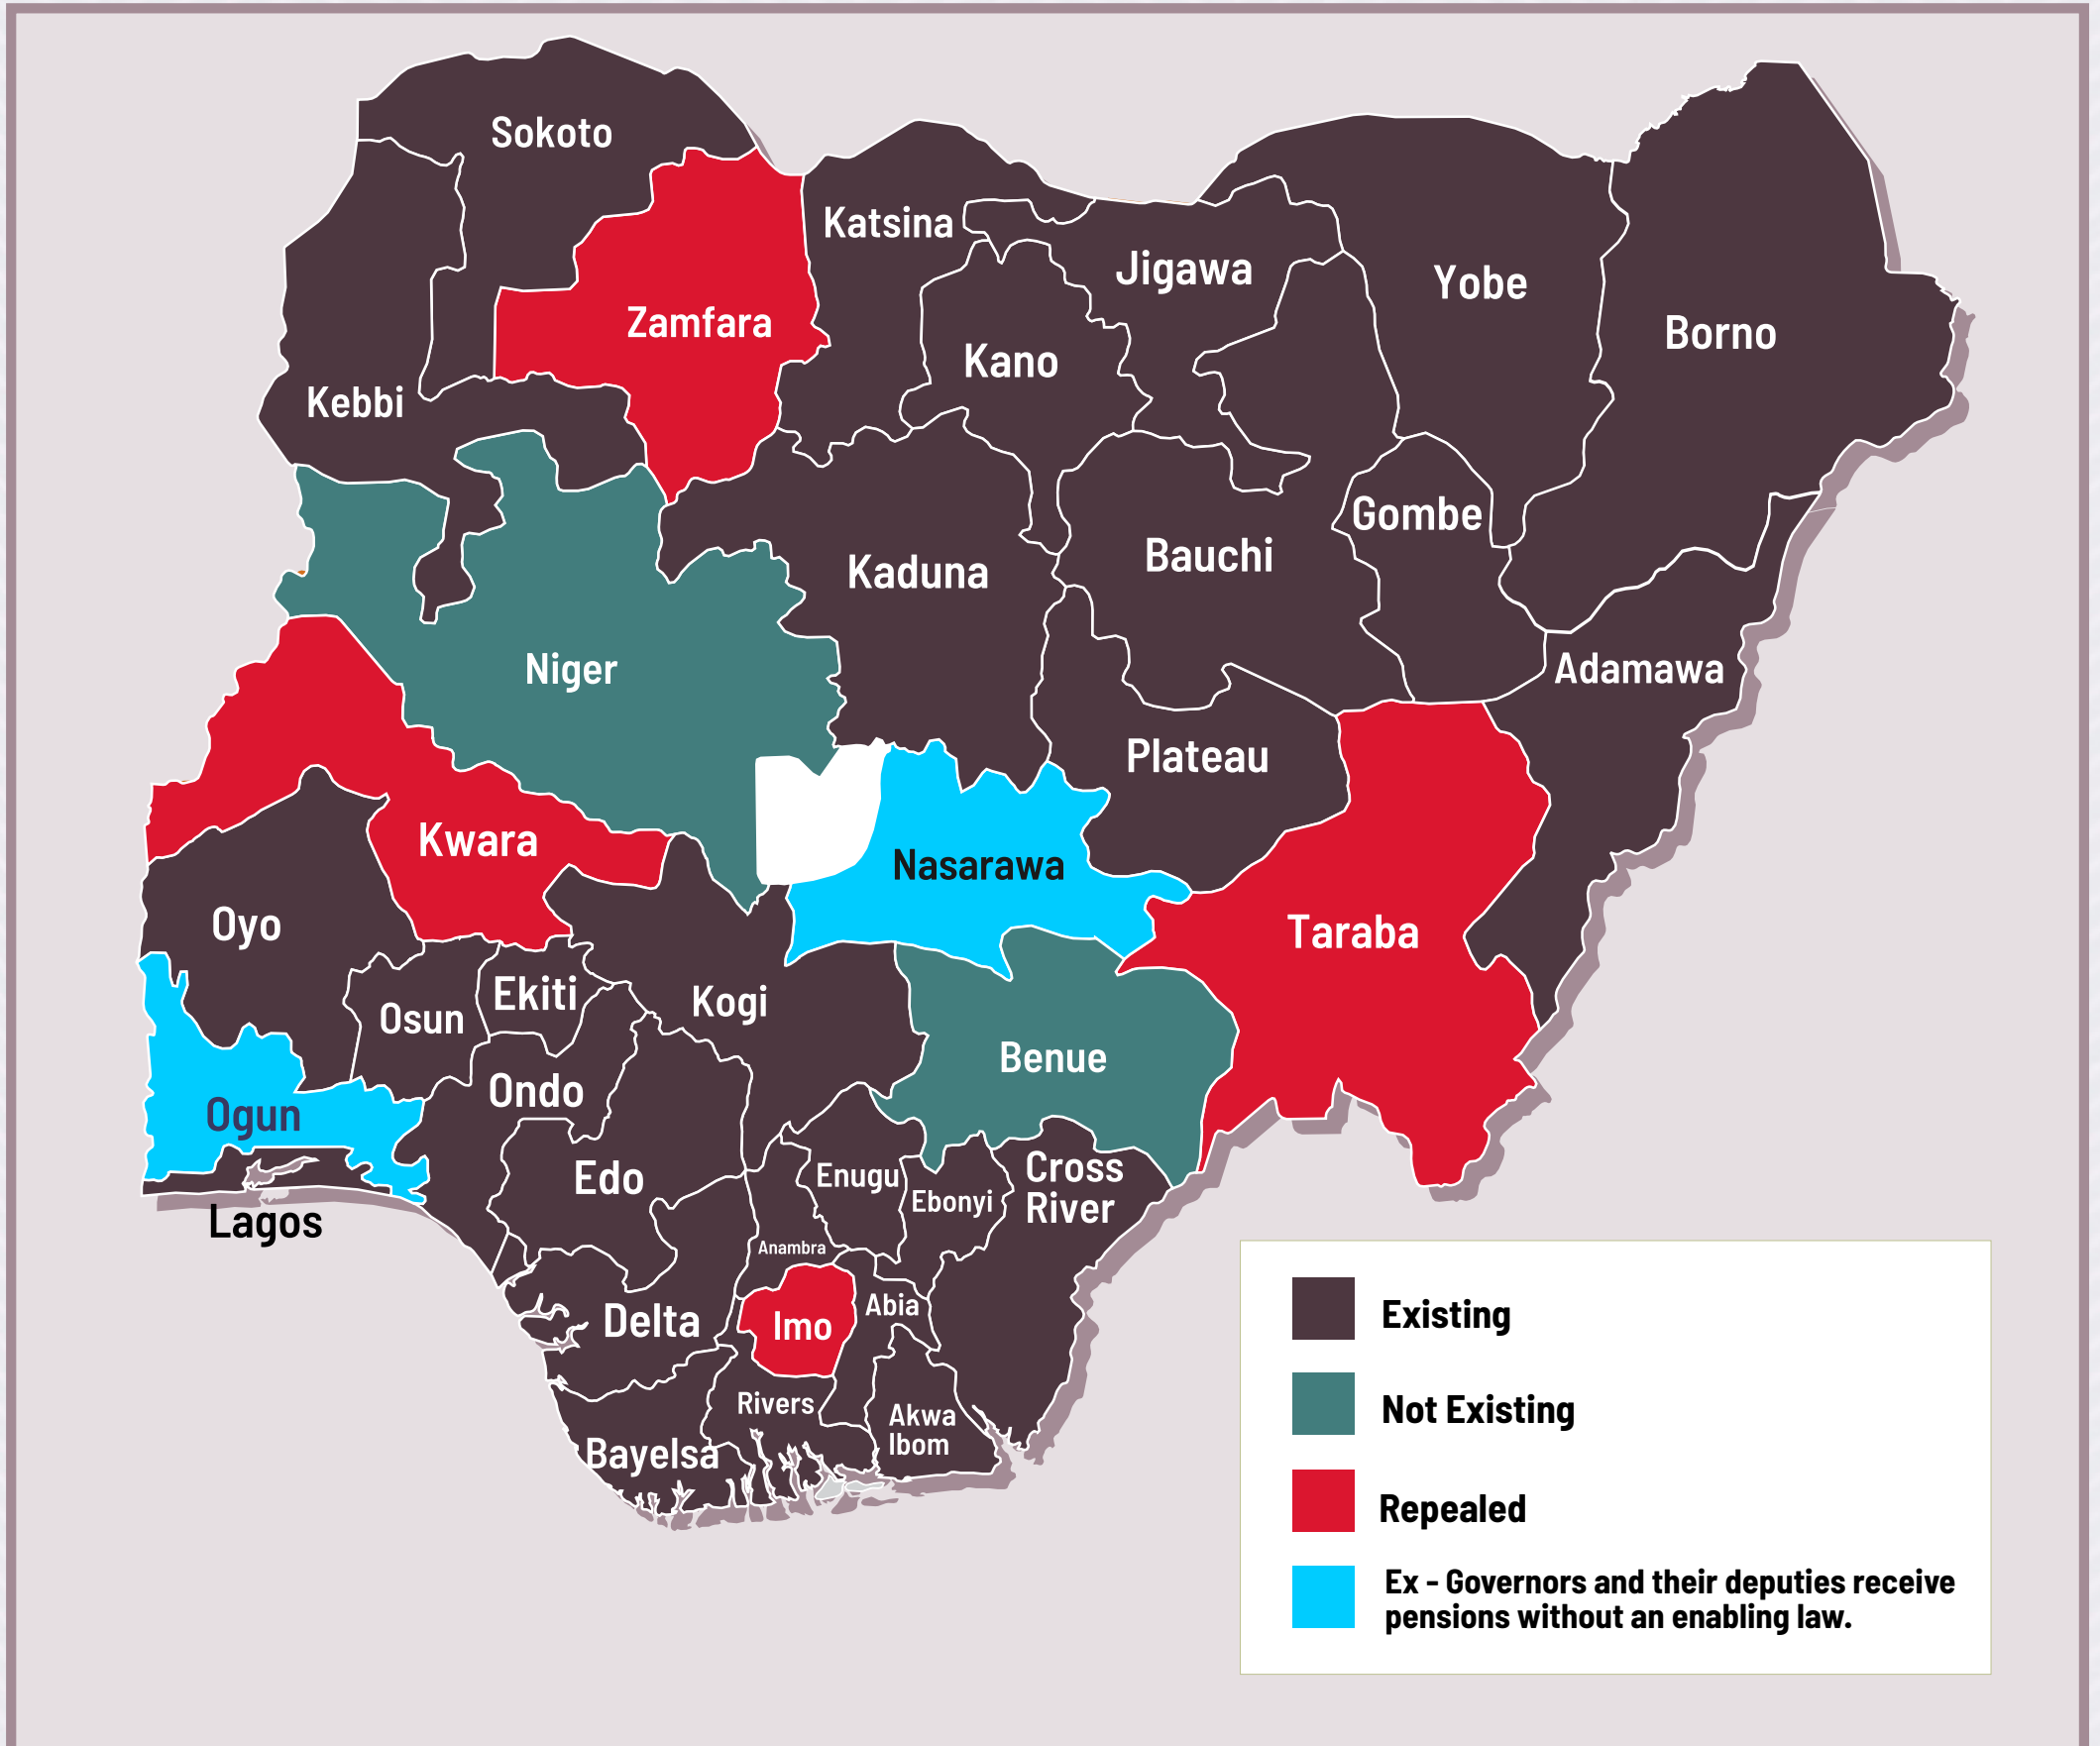 Sokoto
Katsina
Jigawa
Yobe
Zamfara
Borno
Kano
Kebbi
Gombe
Bauchi
Kaduna
Niger
Adamawa
Plateau
Kwara
Nasarawa
Oyo
Taraba
Ekiti
Kogi
Osun
Benue
Ondo
Ogun
Edo
Enugu
Cross
River
Ebonyi
Lagos
Anambra
Abia
Delta
Imo
Rivers
Akwa
Ibom
Bayelsa
Existing
Not Existing
Repealed
Ex - Governors and their deputies receive
pensions without an enabling law.